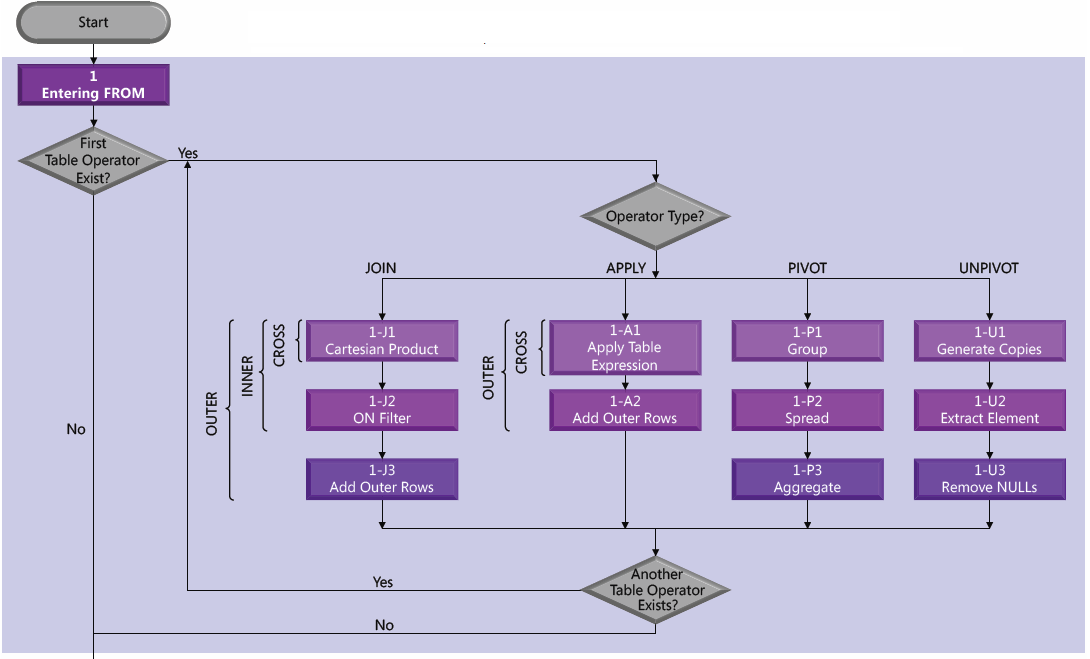 Start
1
Entering FROM
First
Table Operator
Exist?
Yes
Operator Type?
JOIN
APPLY
PIVOT
UNPIVOT
OUTER
INNER
CROSS
1-J1
Cartesian Product
OUTER
CROSS
1-A1
Apply Table
Expression
1-P1
Group
1-U1
Generate Copies
1-J2
ON Filter
1-A2
Add Outer Rows
1-P2
Spread
1-U2
Extract Element
No
1-J3
Add Outer Rows
1-P3
Aggregate
1-U3
Remove NULLs
Another
Table Operator
Exists?
Yes
No